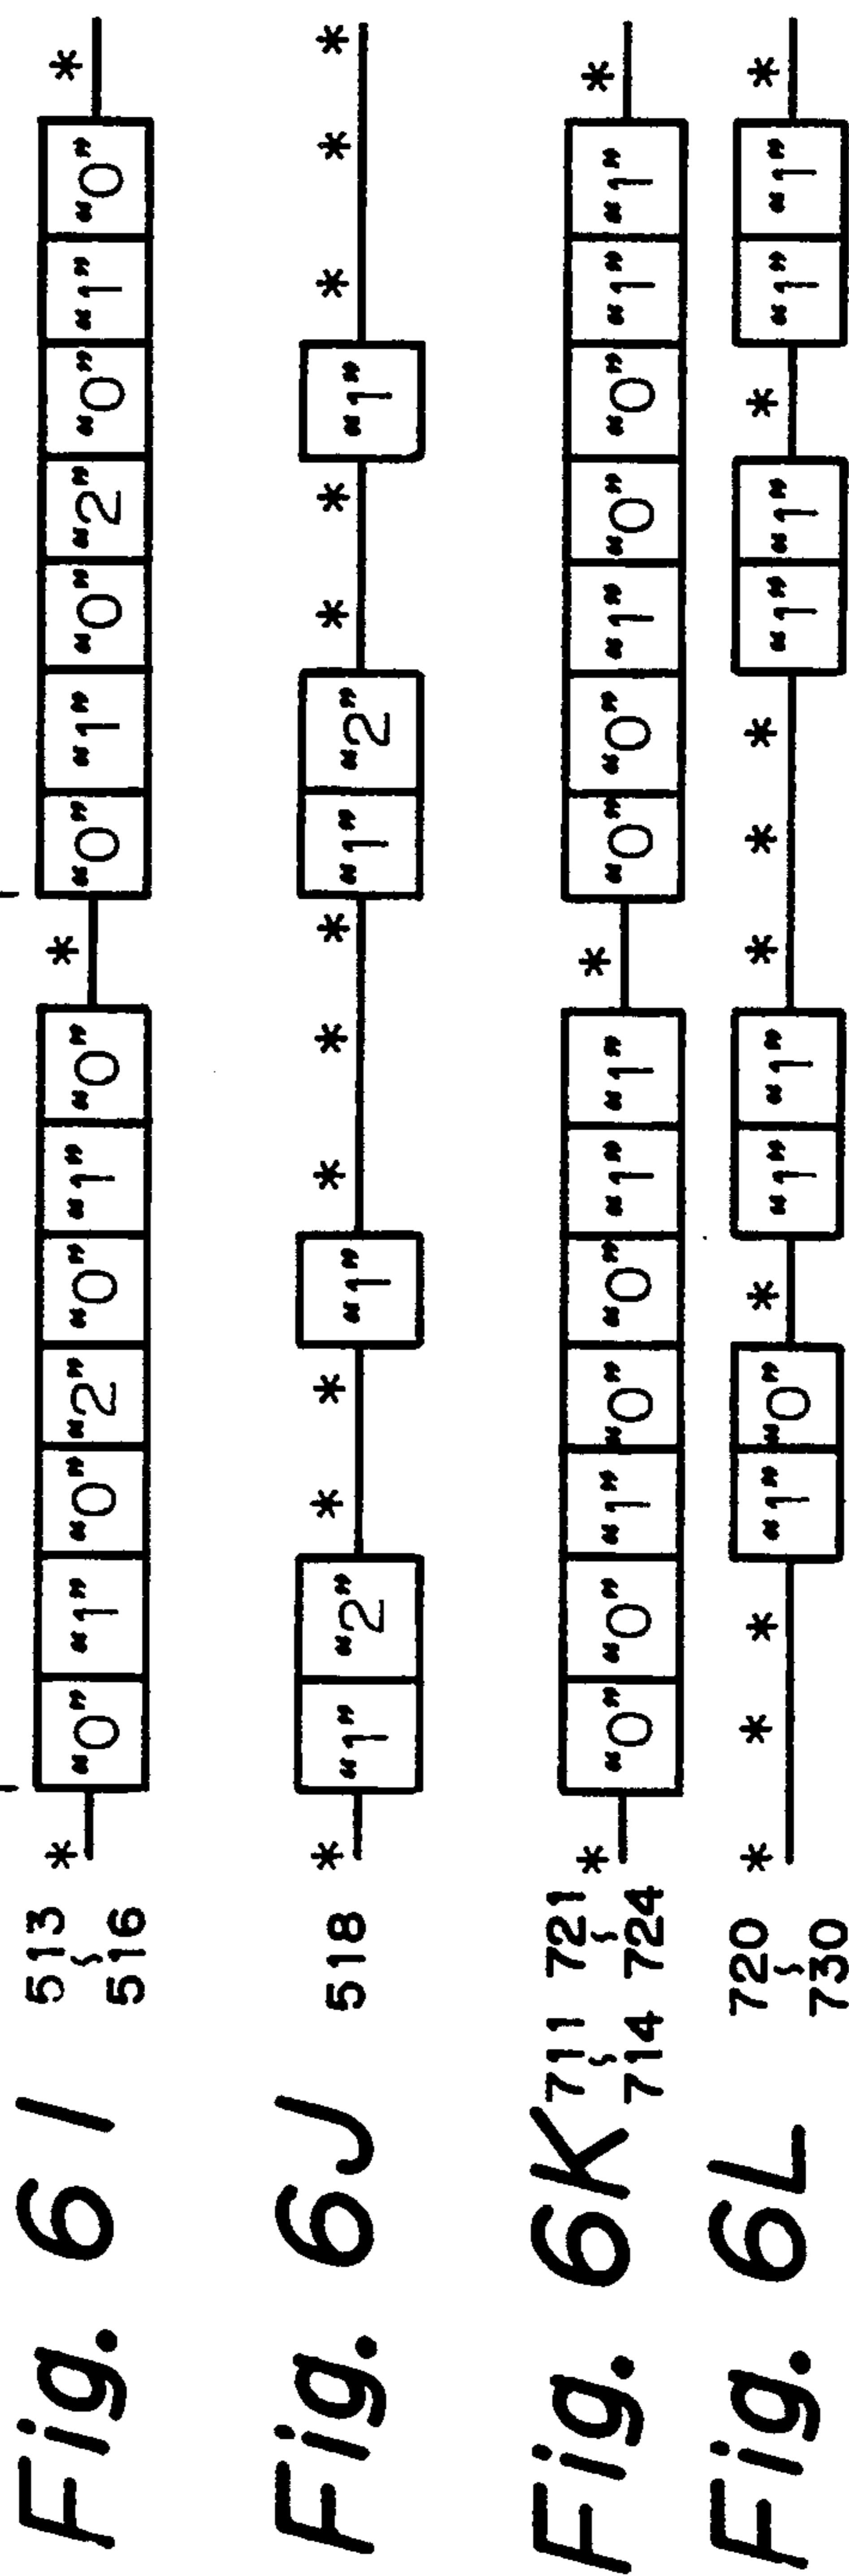 Fig. 6I 513 ~ 516 * "0" "1" "0" "2" "0" "1" "0" * "0" "1" "0" "2" "0" "1" "0" *
Fig. 6J 518 * "1" "2" * * "1" * * * "1" "2" * * "1" * * *
Fig. 6K 711 ~ 714 721 ~ 724 * "0" "0" "1" "0" "0" "1" "1" * "0" "0" "1" "0" "0" "1" "1" *
Fig. 6L 720 ~ 730 * * * "1" "0" * "1" "1" * * * "1" "1" * "1" "1" *